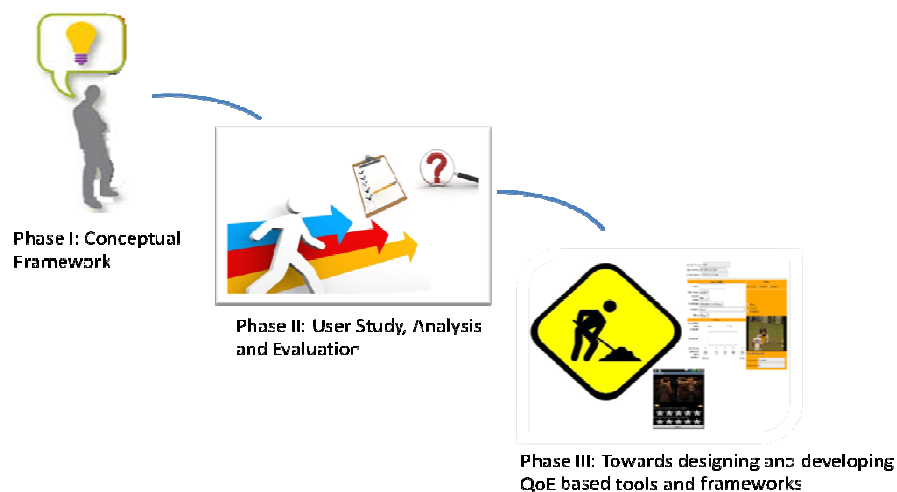 Phase I: Conceptual
Framework
Phase II: User Study, Analysis
and Evaluation
Phase III: Towards designing and developing
QoE based tools and frameworks